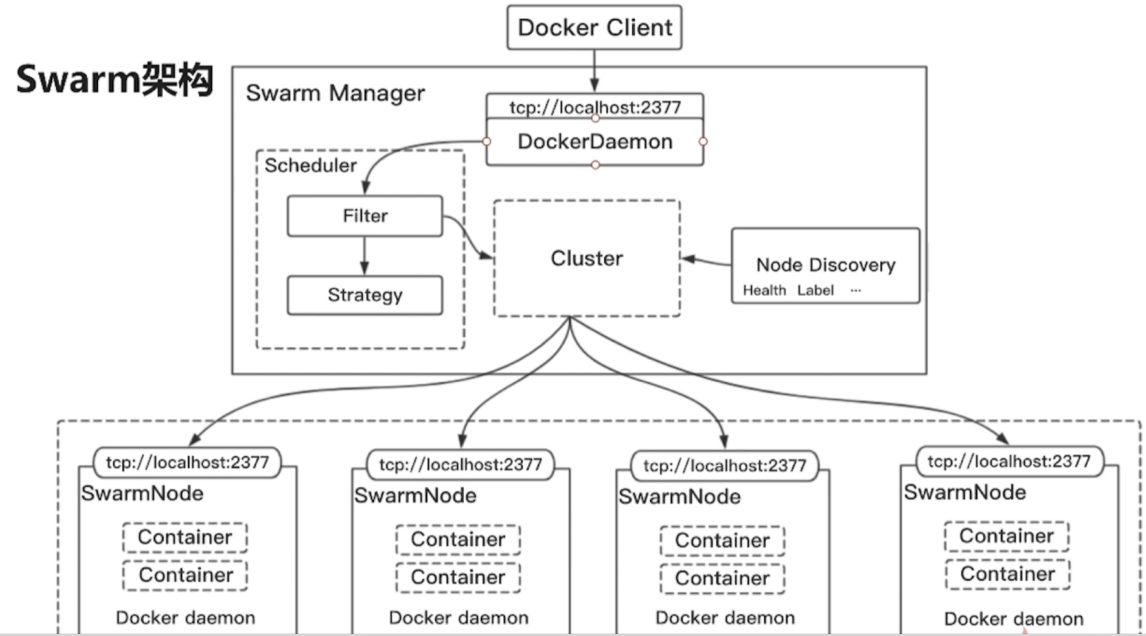 Docker Client
Swarm架构
Swarm Manager
tcp://localhost:2377
DockerDaemon
Scheduler
Filter
Strategy
Cluster
Node Discovery
Health Label ...
tcp://localhost:2377
SwarmNode
Container
Container
Docker daemon
tcp://localhost:2377
SwarmNode
Container
Container
Docker daemon
tcp://localhost:2377
SwarmNode
Container
Container
Docker daemon
tcp://localhost:2377
SwarmNode
Container
Container
Docker daemon